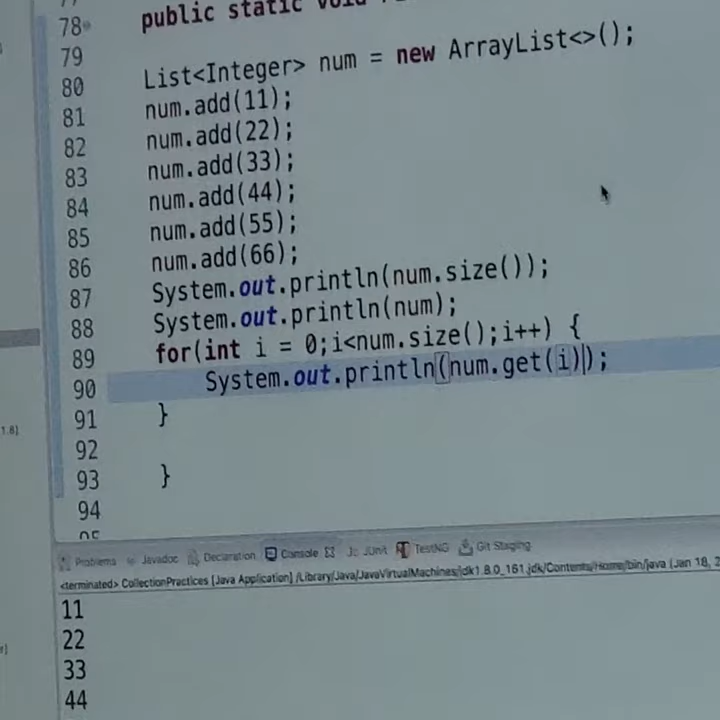 78 public static void
79
80 List<Integer> num = new ArrayList<>();
81 num.add(11);
82 num.add(22);
83 num.add(33);
84 num.add(44);
85 num.add(55);
86 num.add(66);
87 System.out.println(num.size());
88 System.out.println(num);
89 for(int i = 0;i<num.size();i++) {
90 System.out.println(num.get(i));
91 }
92
93 }
94
Problems Javadoc Declaration Console JUnit TestNG Git Staging
<terminated> CollectionPractices [Java Application] /Library/Java/JavaVirtualMachines/jdk1.8.0_161.jdk/Contents/Home/bin/java (Jan 18, 2
11
22
33
44